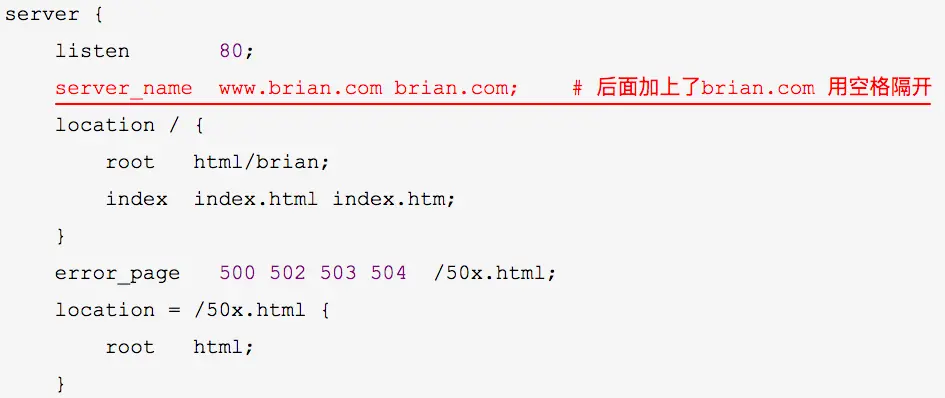 server {
    listen       80;
    server_name  www.brian.com brian.com;    # 后面加上了brian.com 用空格隔开
    location / {
        root   html/brian;
        index  index.html index.htm;
    }
    error_page   500 502 503 504  /50x.html;
    location = /50x.html {
        root   html;
    }